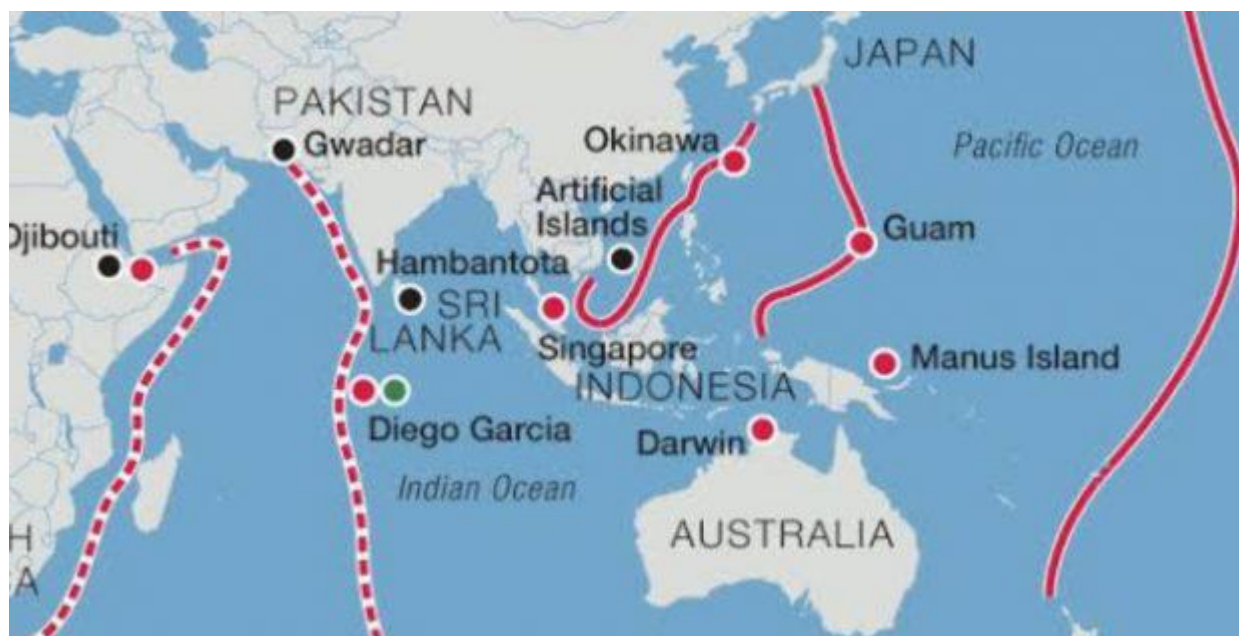 JAPAN
PAKISTAN
Gwadar
Okinawa
Pacific Ocean
Artificial
Islands
Djibouti
Guam
Hambantota
SRI
LANKA
Singapore
Manus Island
INDONESIA
Diego Garcia
Darwin
Indian Ocean
AUSTRALIA
H
A